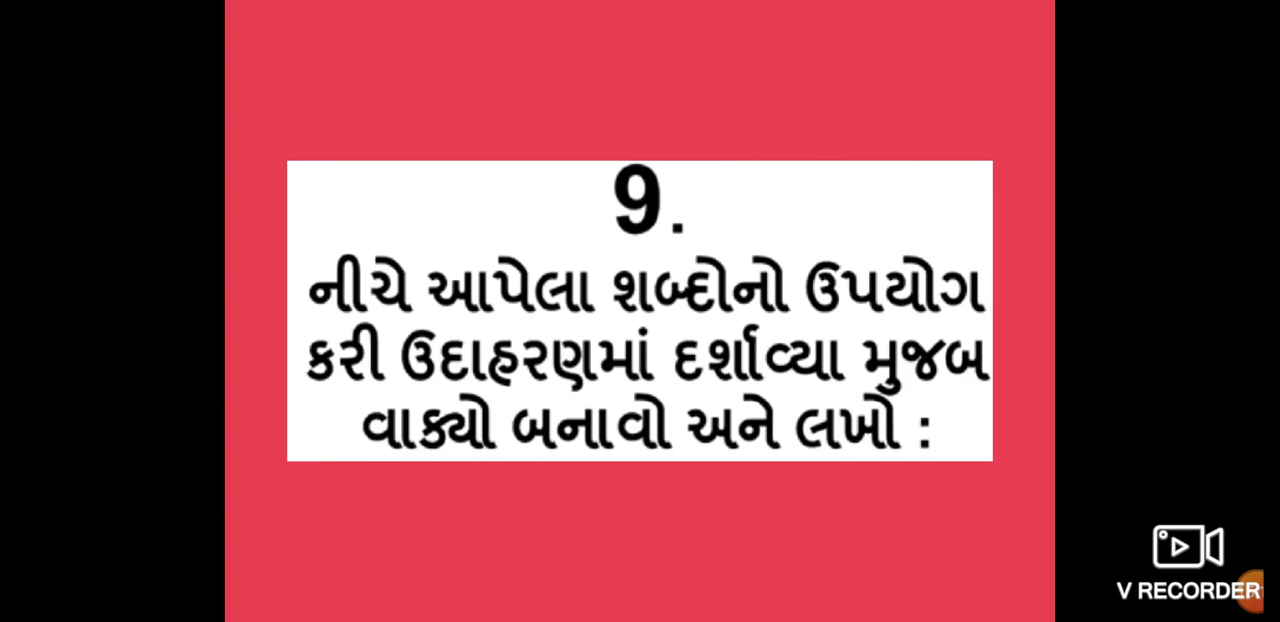 9.
નીચે આપેલા શબ્દોનો ઉપયોગ
કરી ઉદાહરણમાં દર્શાવ્યા મુજબ
વાક્યો બનાવો અને લખો :
V RECORDER